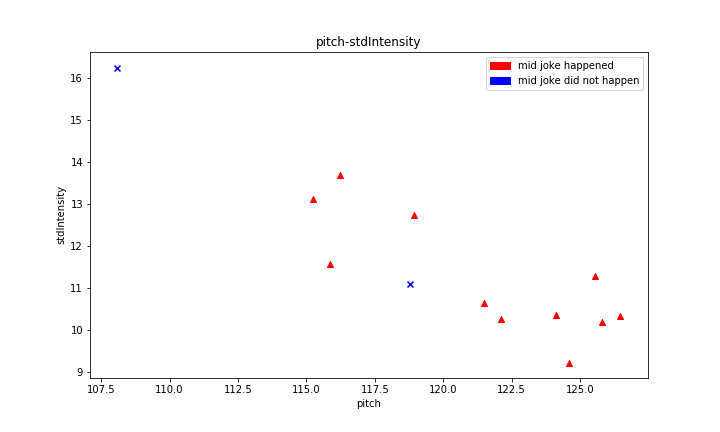 pitch-stdIntensity
mid joke happened
mid joke did not happen
stdIntensity
16
15
14
13
12
11
10
9
107.5 110.0 112.5 115.0 117.5 120.0 122.5 125.0
pitch